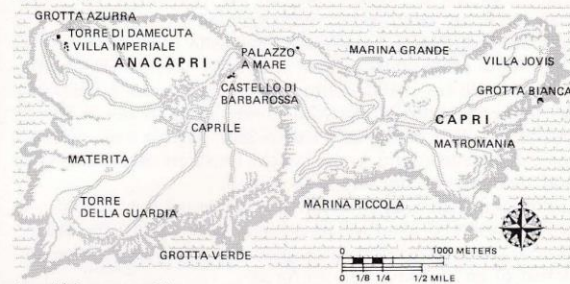 GROTTA AZURRA
TORRE DI DAMECUTA
VILLA IMPERIALE
ANACAPRI
PALAZZO
A MARE
MARINA GRANDE
VILLA JOVIS
CASTELLO DI
BARBAROSSA
GROTTA BIANCA
CAPRILE
CAPRI
MATROMANIA
MATERITA
TORRE
DELLA GUARDIA
MARINA PICCOLA
GROTTA VERDE
0 1000 METERS
0 1/8 1/4 1/2 MILE